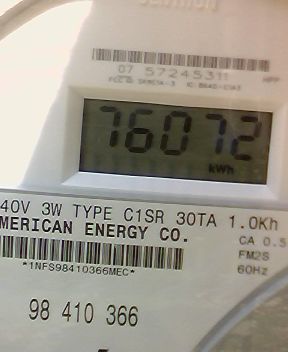 07 57245311
76072
kWh
40V 3W TYPE C1SR 30TA 1.0Kh
MERICAN ENERGY CO.
CA 0.5
FM2S
*1NFS98410366MEC*
60Hz
98 410 366